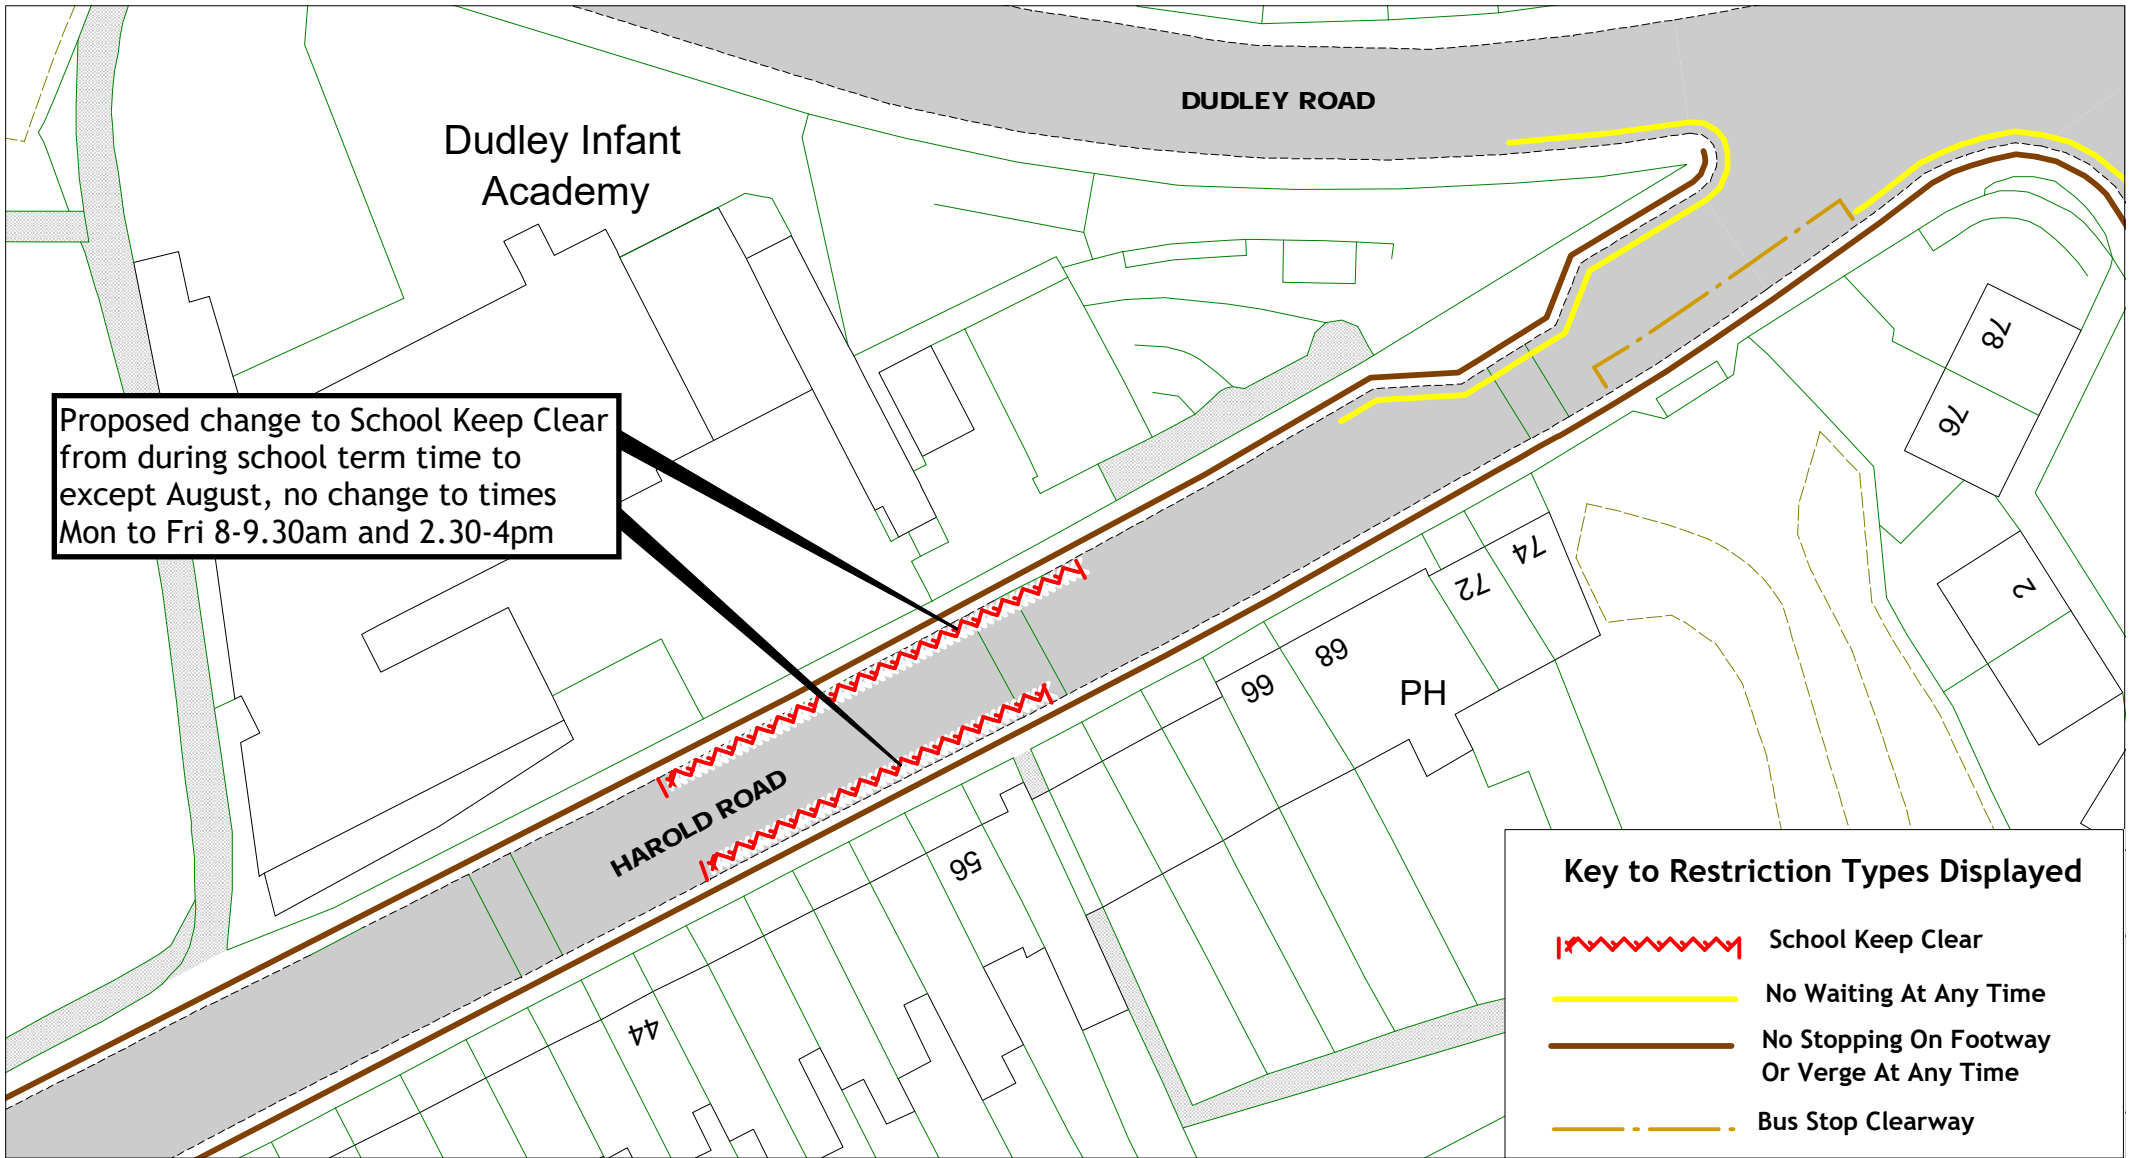 DUDLEY ROAD
Dudley Infant
Academy
Proposed change to School Keep Clear
from during school term time to
except August, no change to times
Mon to Fri 8-9.30am and 2.30-4pm
78
76
74
72
2
68
66
PH
HAROLD ROAD
56
44
Key to Restriction Types Displayed
School Keep Clear
No Waiting At Any Time
No Stopping On Footway
Or Verge At Any Time
Bus Stop Clearway